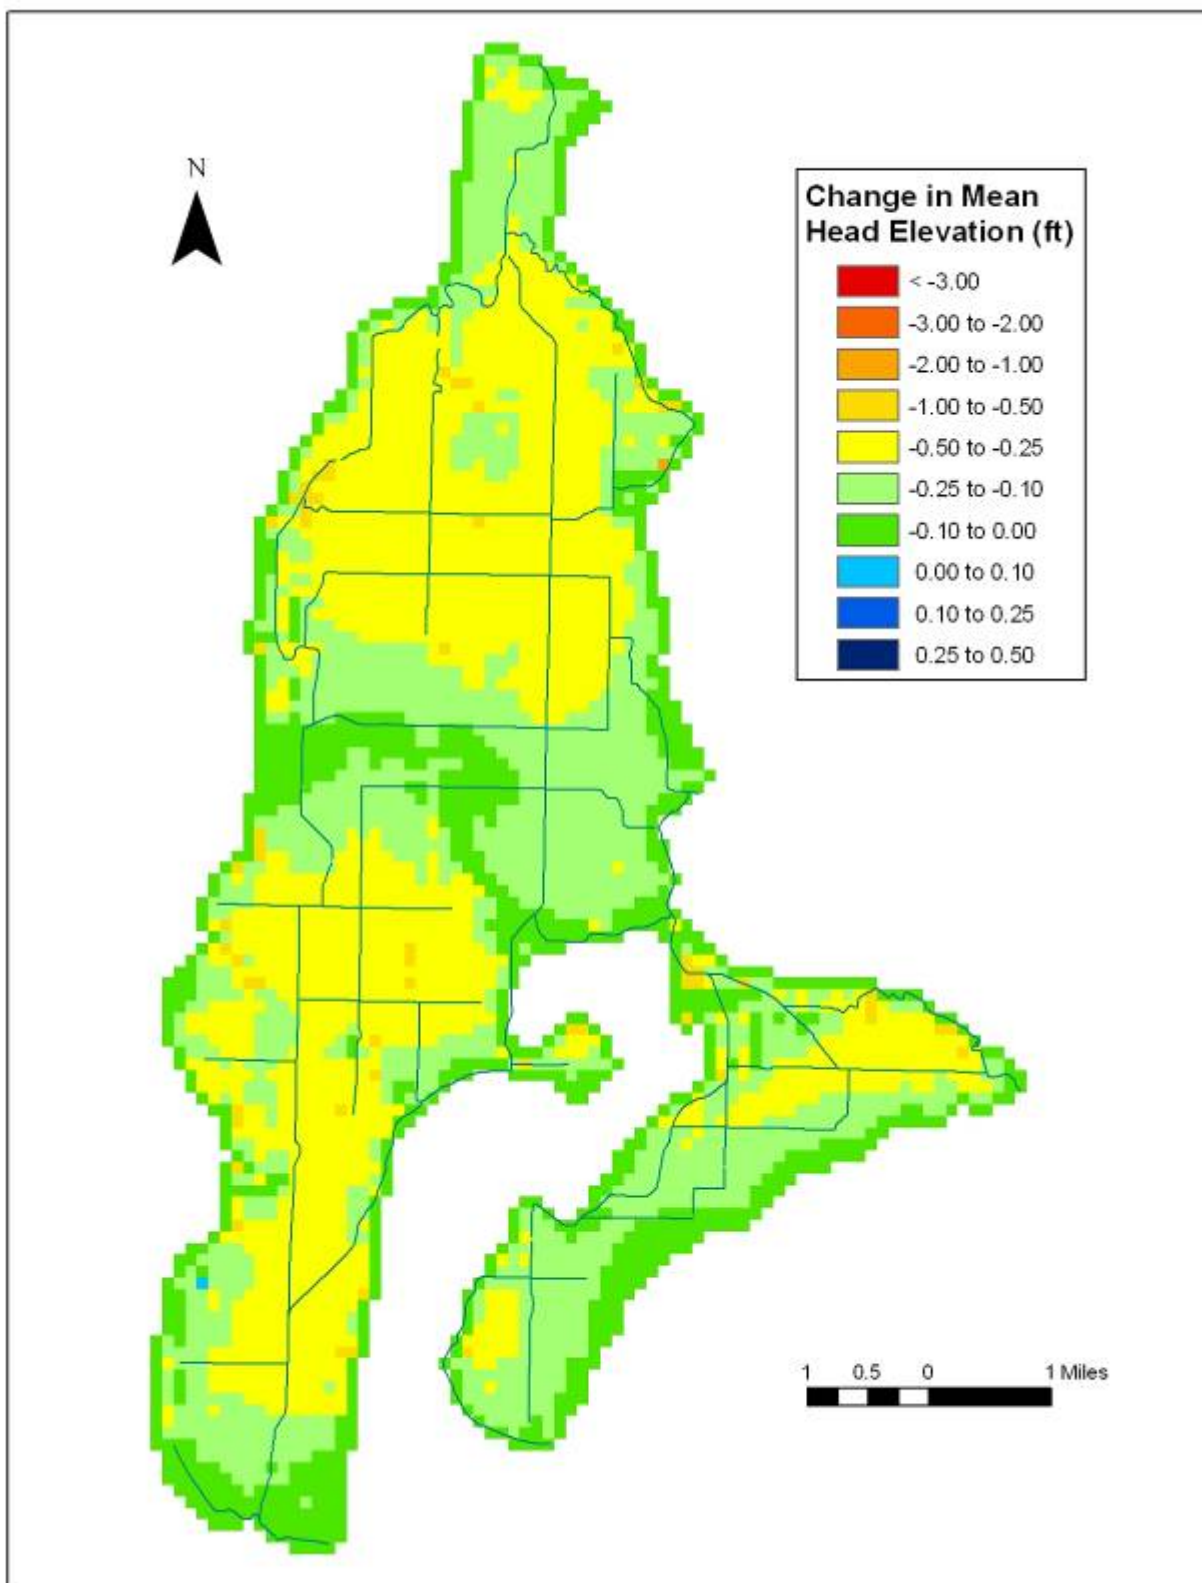 N
Change in Mean
Head Elevation (ft)
< -3.00
-3.00 to -2.00
-2.00 to -1.00
-1.00 to -0.50
-0.50 to -0.25
-0.25 to -0.10
-0.10 to 0.00
0.00 to 0.10
0.10 to 0.25
0.25 to 0.50
1 0.5 0 1 Miles